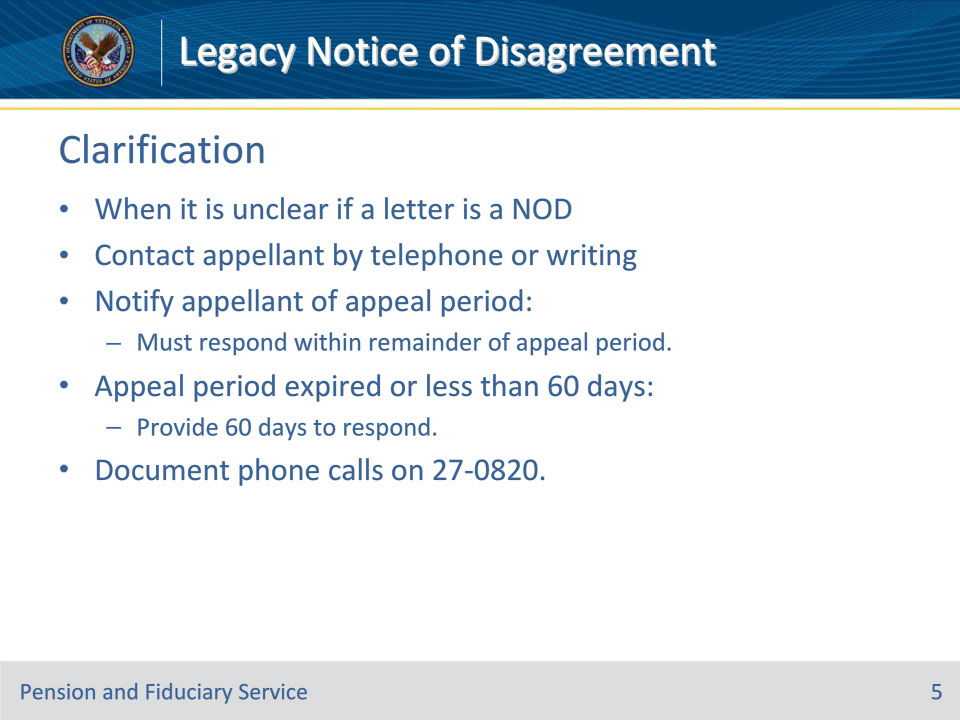 Legacy Notice of Disagreement
Clarification
• When it is unclear if a letter is a NOD
• Contact appellant by telephone or writing
• Notify appellant of appeal period:
– Must respond within remainder of appeal period.
• Appeal period expired or less than 60 days:
– Provide 60 days to respond.
• Document phone calls on 27-0820.
Pension and Fiduciary Service
5